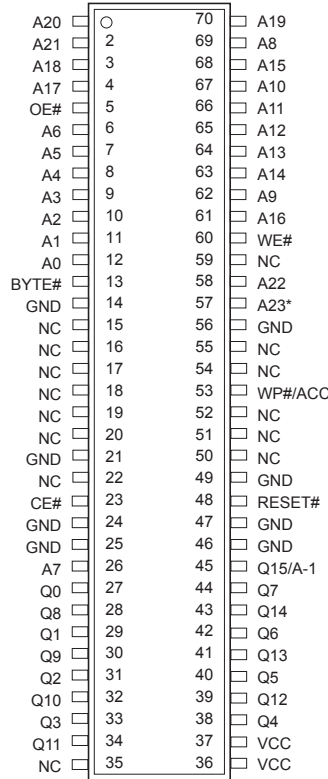 A20 70 A19
A21 2 69 A8
A18 3 68 A15
A17 4 67 A10
OE# 5 66 A11
A6 6 65 A12
A5 7 64 A13
A4 8 63 A14
A3 9 62 A9
A2 10 61 A16
A1 11 60 WE#
A0 12 59 NC
BYTE# 13 58 A22
GND 14 57 A23*
NC 15 56 GND
NC 16 55 NC
NC 17 54 NC
NC 18 53 WP#/ACC
NC 19 52 NC
NC 20 51 NC
GND 21 50 NC
NC 22 49 GND
CE# 23 48 RESET#
GND 24 47 GND
GND 25 46 GND
A7 26 45 Q15/A-1
Q0 27 44 Q7
Q8 28 43 Q14
Q1 29 42 Q6
Q9 30 41 Q13
Q2 31 40 Q5
Q10 32 39 Q12
Q3 33 38 Q4
Q11 34 37 VCC
NC 35 36 VCC